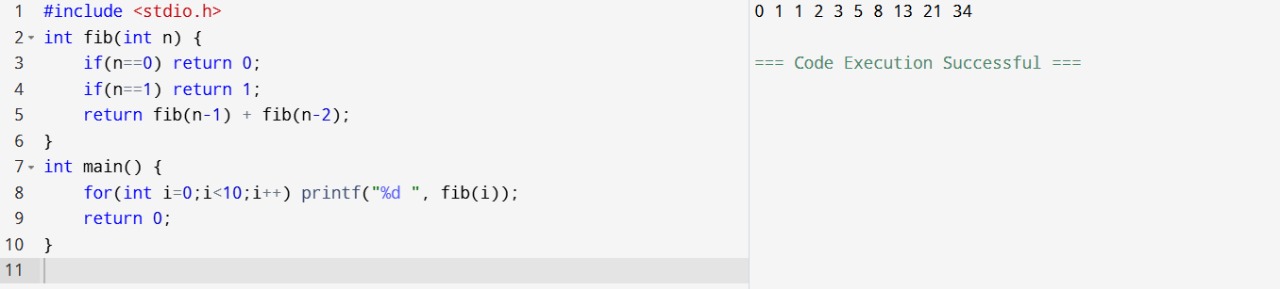 1 #include <stdio.h>
2 int fib(int n) {
3     if(n==0) return 0;
4     if(n==1) return 1;
5     return fib(n-1) + fib(n-2);
6 }
7 int main() {
8     for(int i=0;i<10;i++) printf("%d ", fib(i));
9     return 0;
10 }
11
0 1 1 2 3 5 8 13 21 34
=== Code Execution Successful ===